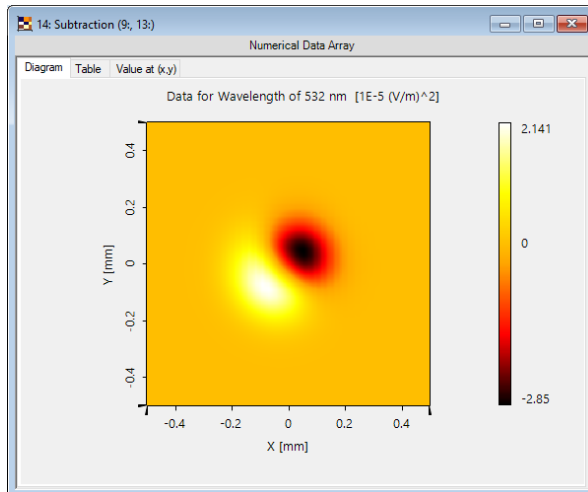 14: Subtraction (9:, 13:)
Numerical Data Array
Diagram Table Value at (x,y)
Data for Wavelength of 532 nm [1E-5 (V/m)^2]
2.141
0
-2.85
Y [mm]
0.4
0.2
0
-0.2
-0.4
-0.4 -0.2 0 0.2 0.4
X [mm]